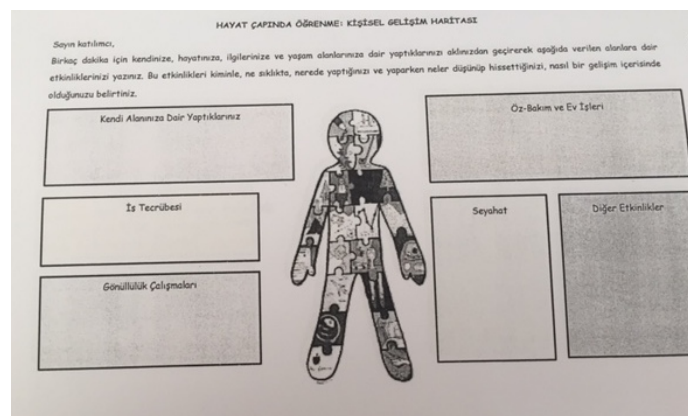 HAYAT ÇAPINDA ÖĞRENME: KİŞİSEL GELİŞİM HARİTASI
Sayın katılımcı,
Birkaç dakika için kendinize, hayatınıza, ilgilerinize ve yaşam alanlarınıza dair yaptıklarınızı aklınızdan geçirerek aşağıda verilen alanlara dair
etkinliklerinizi yazınız. Bu etkinlikleri kiminle, ne sıklıkta, nerede yaptığınızı ve yaparken neler düşünüp hissettiğinizi, nasıl bir gelişim içerisinde
olduğunuzu belirtiniz.
Kendi Alanınıza Dair Yaptıklarınız
Öz-Bakım ve Ev İşleri
İş Tecrübesi
Seyahat
Diğer Etkinlikler
Gönüllülük Çalışmaları